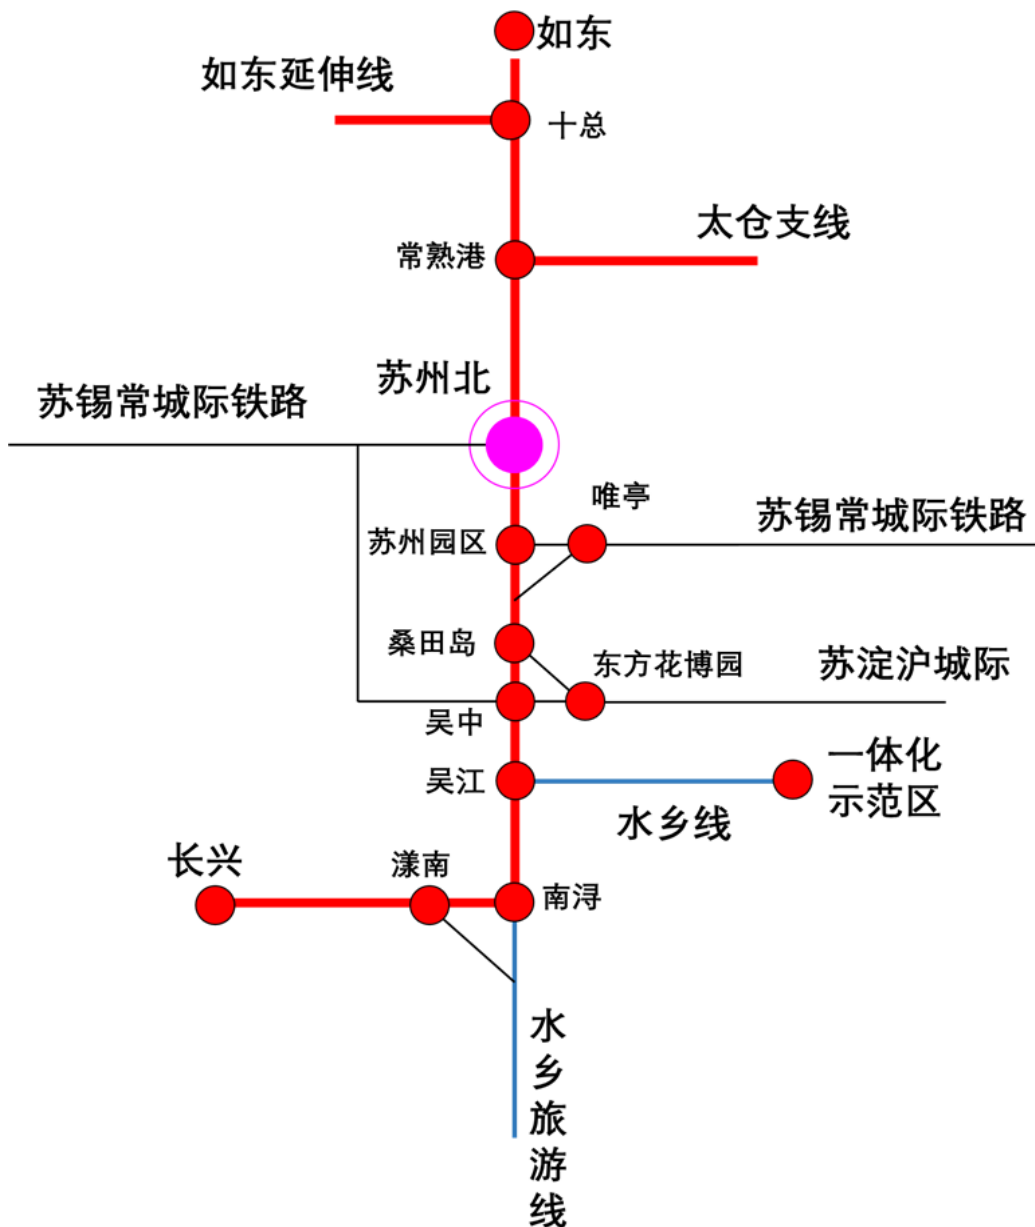 如东
如东延伸线
十总
太仓支线
常熟港
苏州北
苏锡常城际铁路
唯亭
苏锡常城际铁路
苏州园区
桑田岛
东方花博园
苏淀沪城际
吴中
吴江
一体化
示范区
水乡线
长兴
漾南
南浔
水乡旅游线